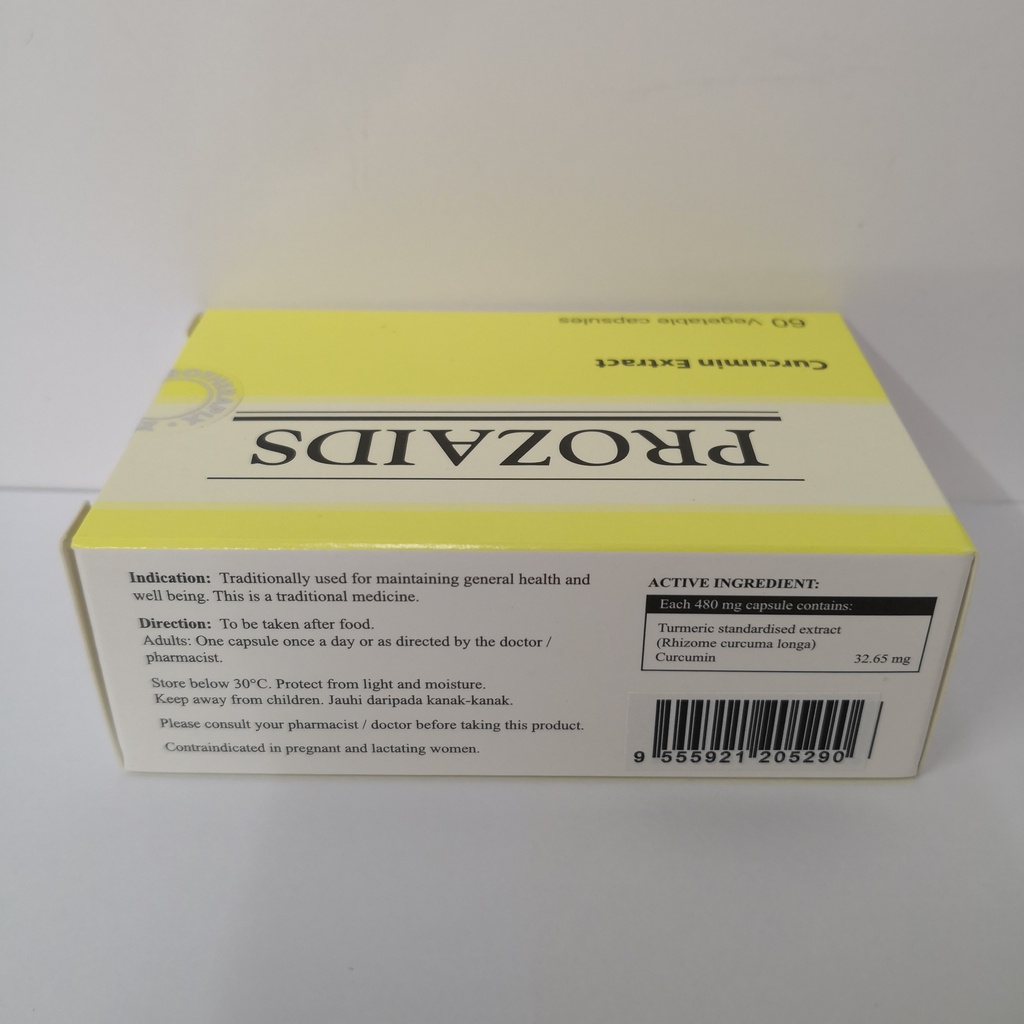 60 Vegetable capsules
Curcumin Extract
PROZAIDS
Indication: Traditionally used for maintaining general health and
well being. This is a traditional medicine.
Direction: To be taken after food.
Adults: One capsule once a day or as directed by the doctor /
pharmacist.
Store below 30°C. Protect from light and moisture.
Keep away from children. Jauhi daripada kanak-kanak.
Please consult your pharmacist / doctor before taking this product.
Contraindicated in pregnant and lactating women.
ACTIVE INGREDIENT:
Each 480 mg capsule contains:
Turmeric standardised extract
(Rhizome curcuma longa)
Curcumin 32.65 mg
9 555921 205290